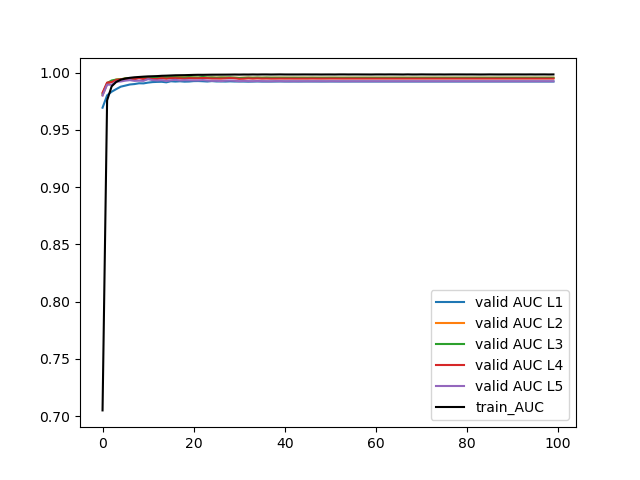 1.00
0.95
0.90
0.85
0.80
0.75
0.70
0 20 40 60 80 100
valid AUC L1
valid AUC L2
valid AUC L3
valid AUC L4
valid AUC L5
train_AUC